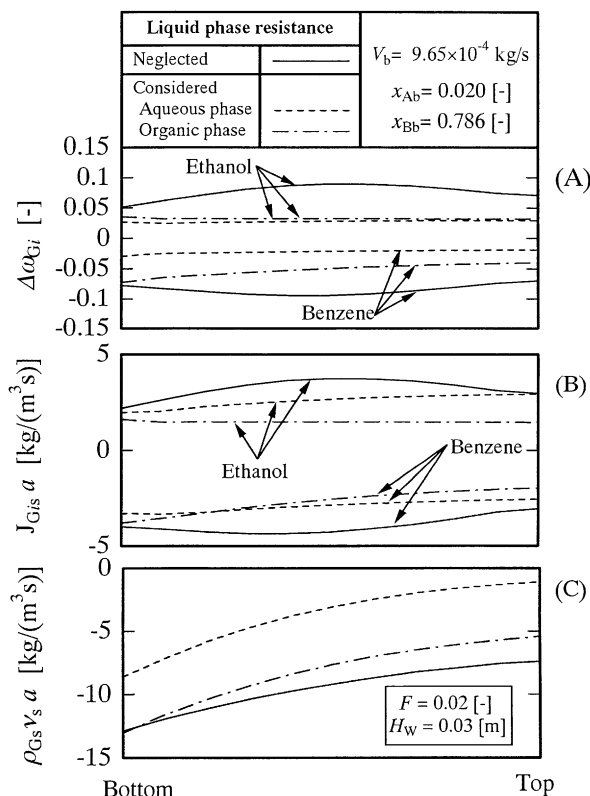 Liquid phase resistance
Neglected
Considered
Aqueous phase
Organic phase
V_b= 9.65×10^-4 kg/s
x_Ab= 0.020 [-]
x_Bb= 0.786 [-]
(A)
0.15
0.1
0.05
0
-0.05
-0.1
-0.15
Δω_Gi [-]
Ethanol
Benzene
(B)
5
0
-5
J_Gis a [kg/(m^3s)]
Ethanol
Benzene
(C)
0
-5
-10
-15
ρ_Gs v_s a [kg/(m^3s)]
F = 0.02 [-]
H_W = 0.03 [m]
Bottom
Top